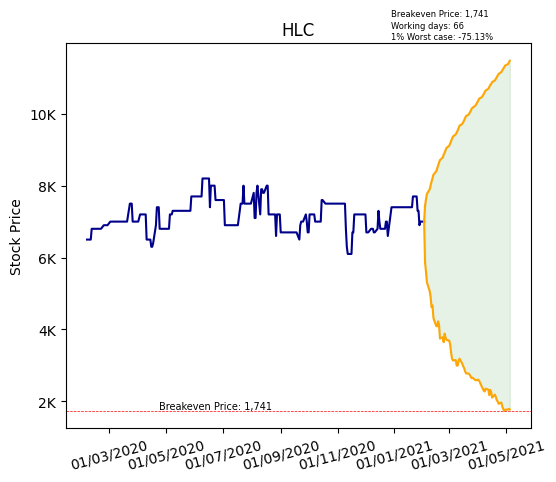 Breakeven Price: 1,741
Working days: 66
1% Worst case: -75.13%
HLC
Stock Price
10K
8K
6K
4K
2K
Breakeven Price: 1,741
01/03/2020
01/05/2020
01/07/2020
01/09/2020
01/11/2020
01/01/2021
01/03/2021
01/05/2021